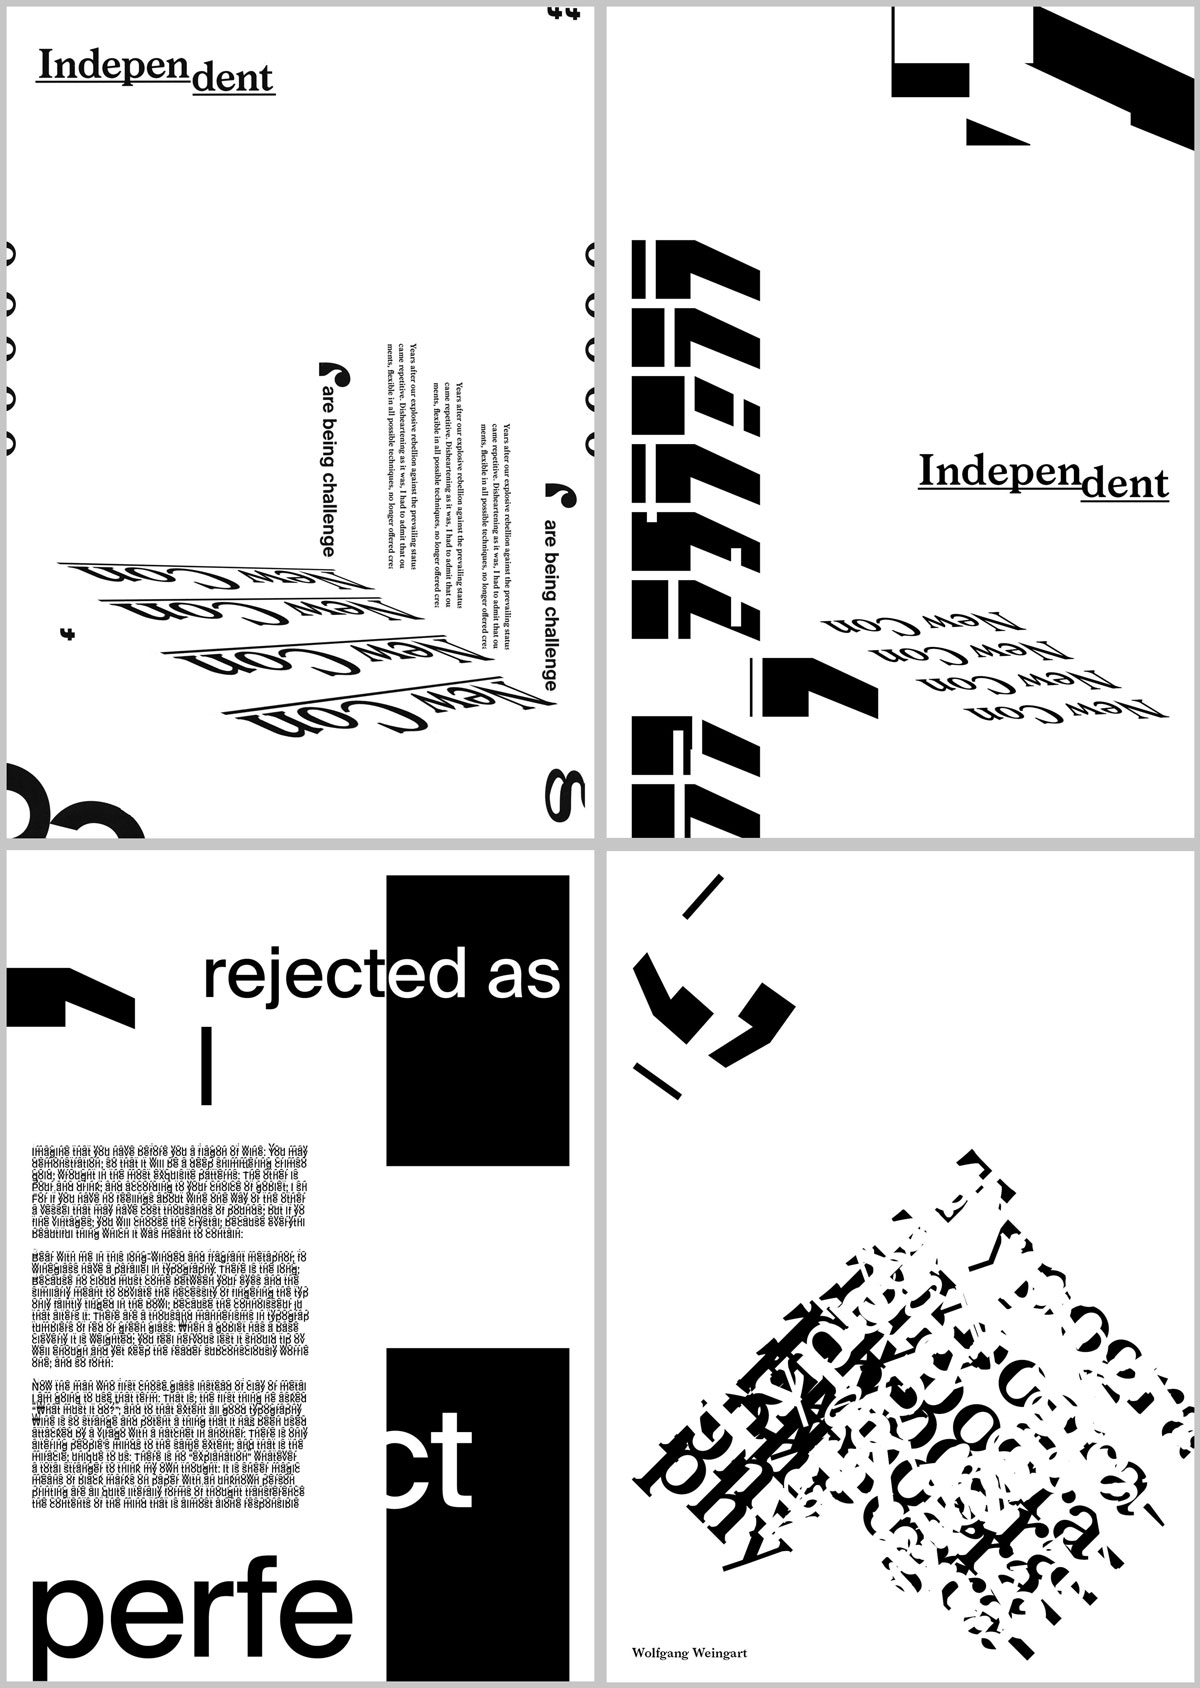 Indepen
dent
‘ are being challenge
Years after our explosive rebellion against the prevailing status
came repetitive. Disheartening as it was, I had to admit that ou
ments, flexible in all possible techniques, no longer offered cre
Years after our explosive rebellion against the prevailing status
came repetitive. Disheartening as it was, I had to admit that ou
ments, flexible in all possible techniques, no longer offered cre
Years after our explosive rebellion against the prevailing status
came repetitive. Disheartening as it was, I had to admit that ou
ments, flexible in all possible techniques, no longer offered cre
‘ are being challenge
New Con
New Con
New Con
New Con
g
Indepen
dent
New Con
New Con
New Con
New Con
rejected as
Imagine that you have before you a flagon of wine. You may
demonstration, so that it will be a deep shimmering crimso
gold, wrought in the most exquisite patterns. The other is
Pour and drink; and according to your choice of goblet, I sh
For if you have no feelings about wine one way or the other
a vessel that may have cost thousands of pounds; but if yo
fine vintages, you will choose the crystal, because everythi
beautiful thing which it was meant to contain.
Bear with me in this long-winded and fragrant metaphor; fo
wineglass have a parallel in typography. There is the long,
Because no cloud must come between your eyes and the
similarly meant to obviate the necessity of fingering the typ
only faintly tinged in the bowl, because the connoisseur ju
that alters it. There are a thousand mannerisms in typograp
tumblers of red or green glass. When a goblet has a base
cleverly it is weighted; you feel nervous lest it should tip ov
well enough and yet keep the reader subconsciously worrie
one, and so forth.
Now the man who first chose glass instead of clay or metal
I am going to use that term. That is, the first thing he asked
"What must it do?", and to that extent all good typography
Wine is so strange and potent a thing that it has been used
attacked by a virago with a hatchet in another. There is only
altering people's minds to the same extent, and that is the
miracle, unique to us. There is no "explanation" whatever
a total stranger to think my own thought. It is sheer magic
means of black marks on paper with an unknown person
printing are all quite literally forms of thought transference
the contents of the mind that is almost alone responsible
ct
perfe
phy
Wolfgang Weingart